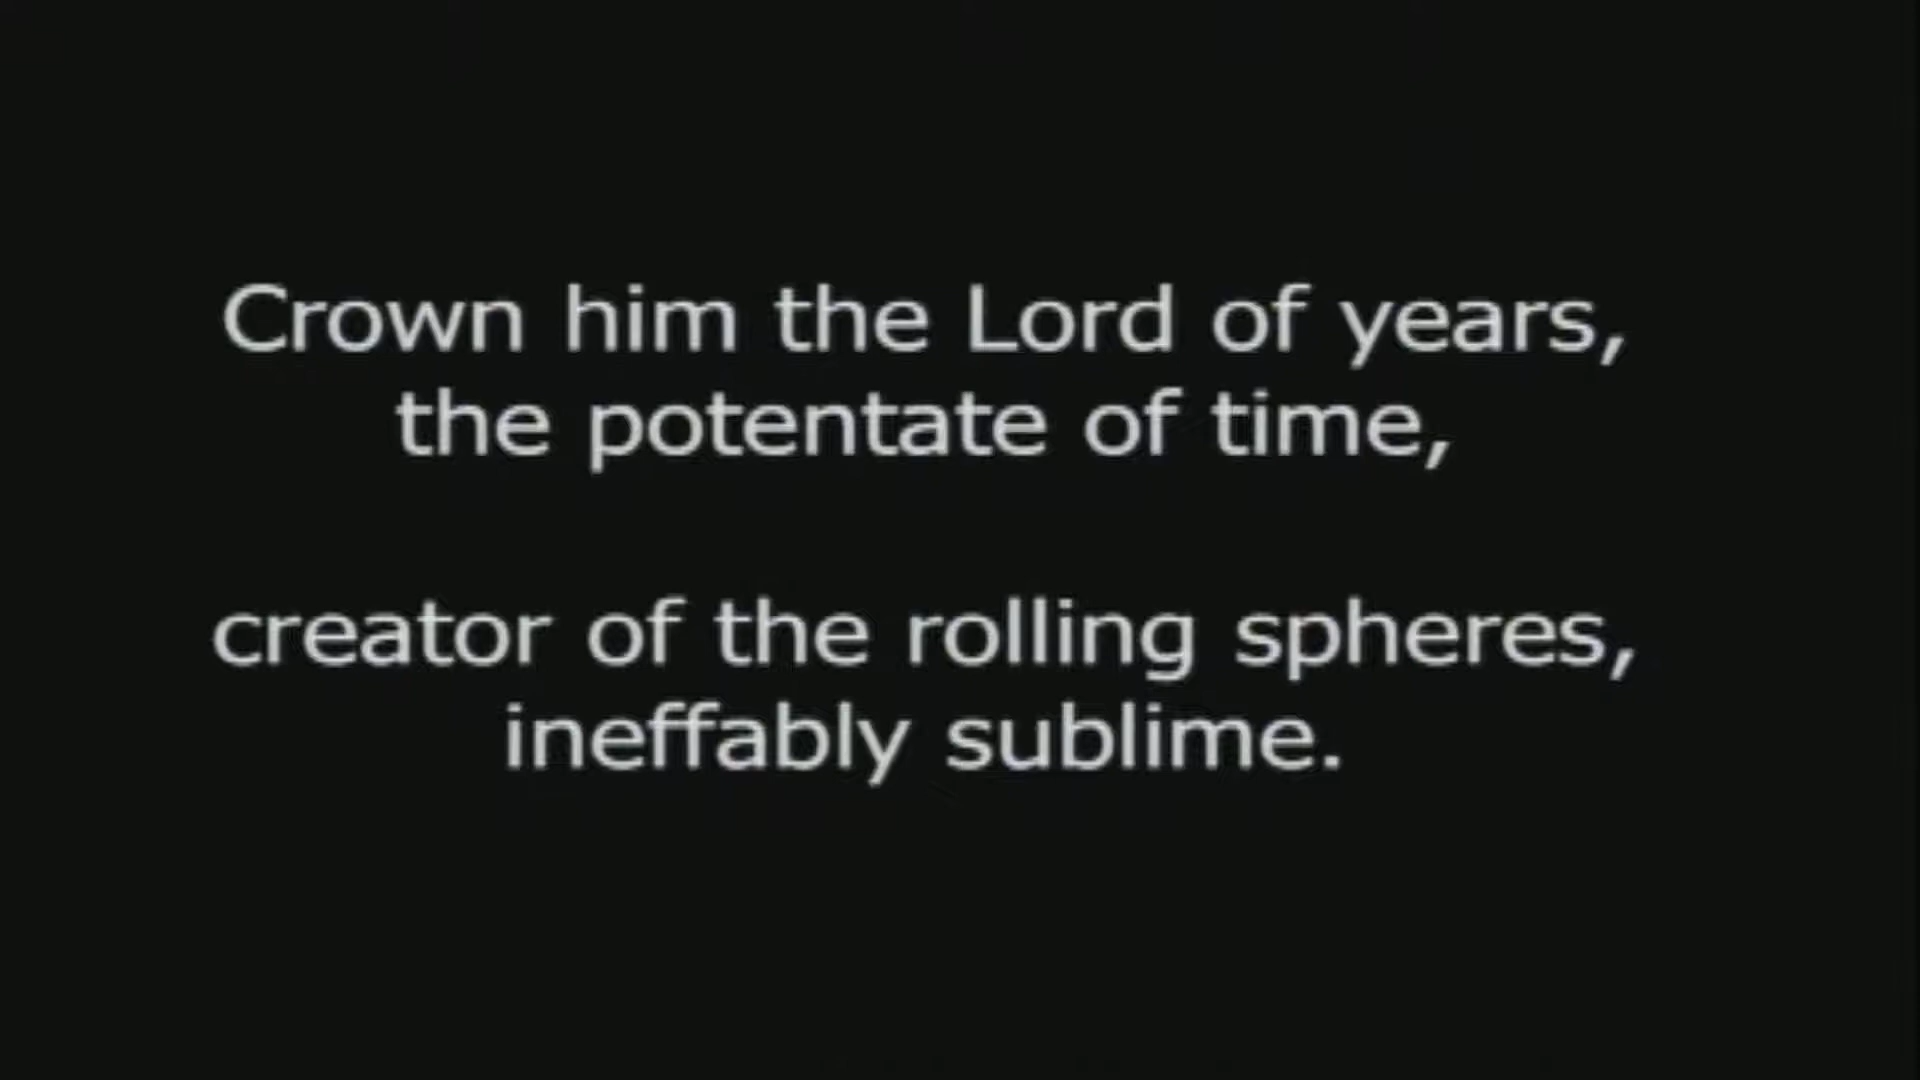 Crown him the Lord of years,
the potentate of time,
creator of the rolling spheres,
ineffably sublime.